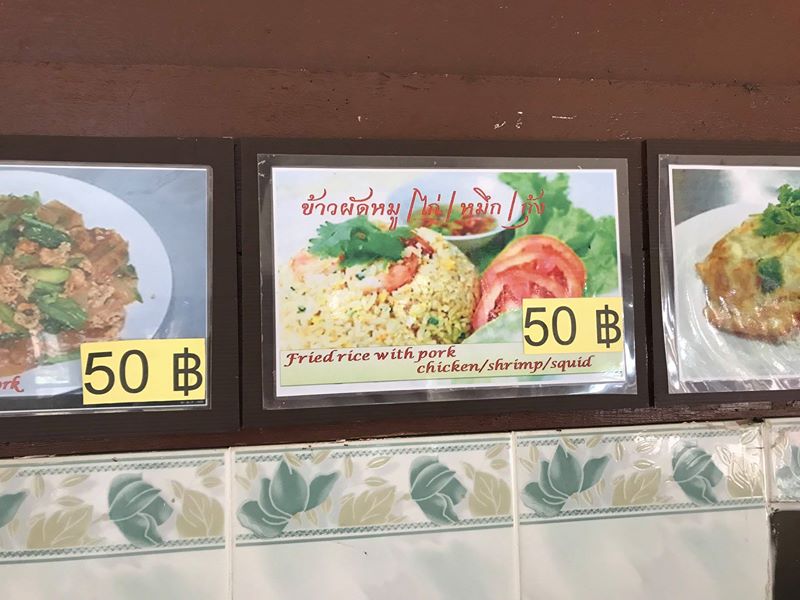 ork
50 ฿
ข้าวผัดหมู/ไก่/หมึก/กุ้ง
Fried rice with pork
chicken/shrimp/squid
50 ฿